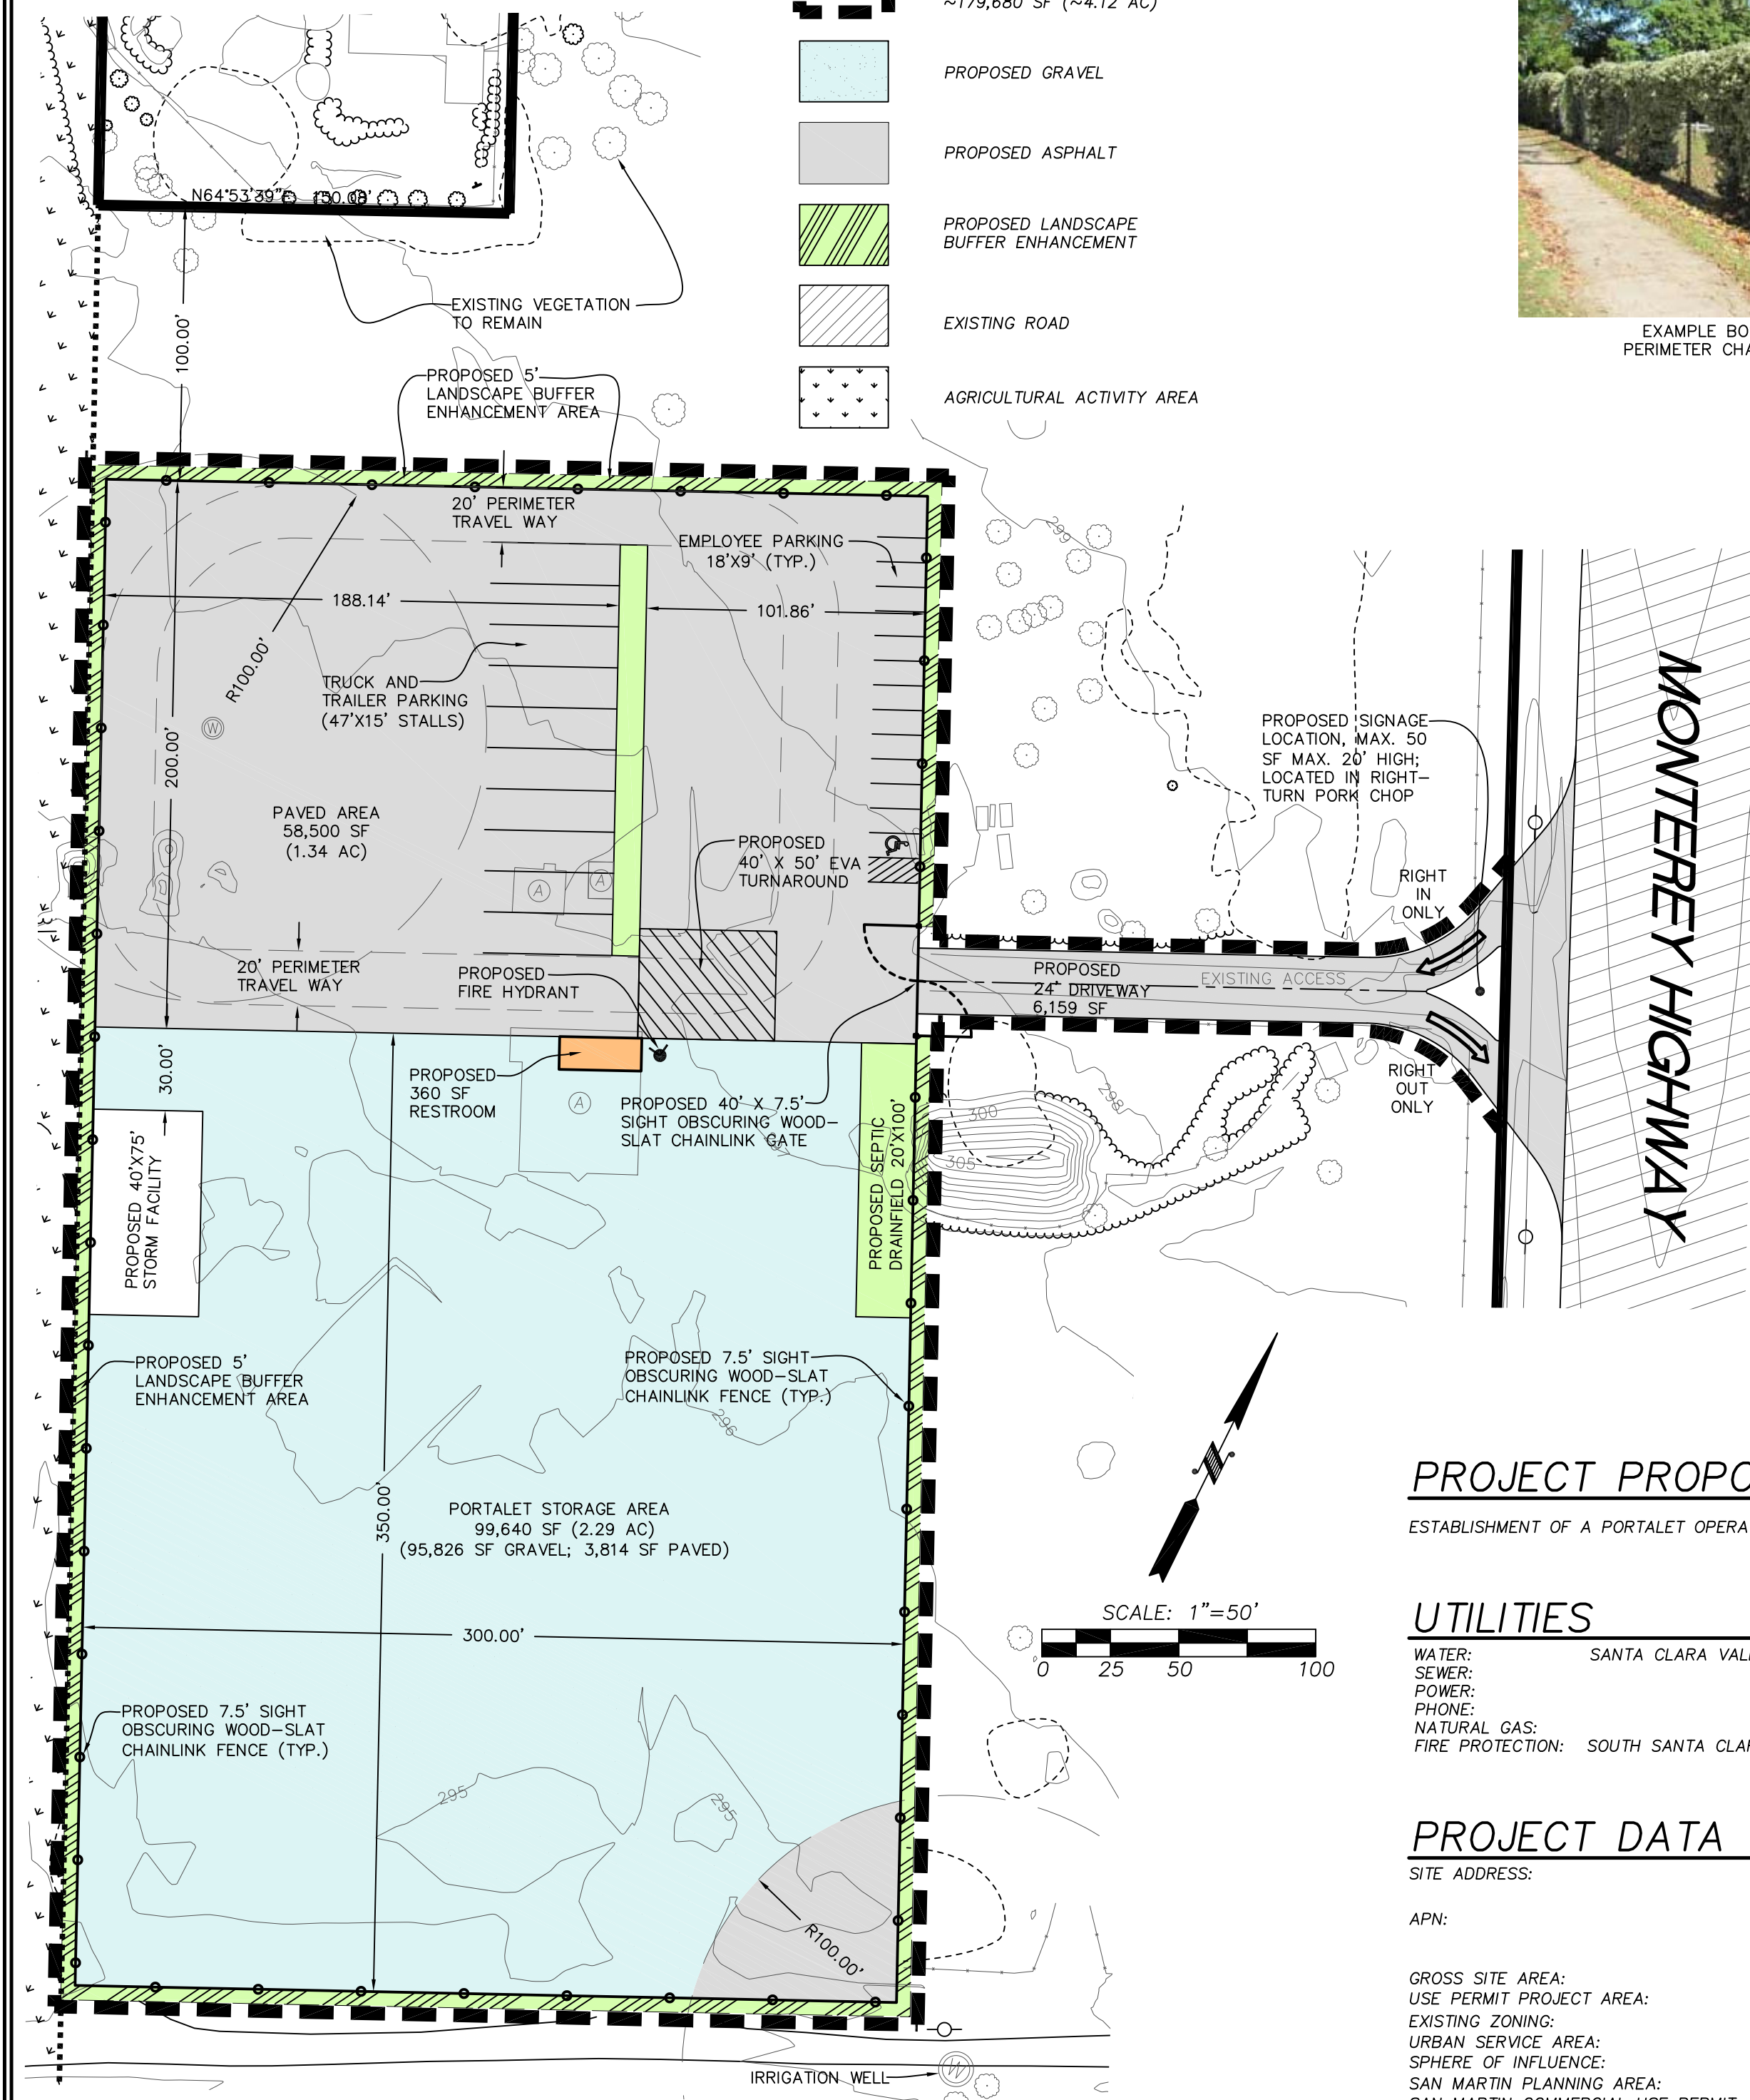 ~179,680 SF (~4.12 AC)
PROPOSED GRAVEL
PROPOSED ASPHALT
PROPOSED LANDSCAPE
BUFFER ENHANCEMENT
EXISTING ROAD
AGRICULTURAL ACTIVITY AREA
EXAMPLE BO
PERIMETER CHA
N64°53'39"E 150.08'
100.00'
EXISTING VEGETATION
TO REMAIN
PROPOSED 5'
LANDSCAPE BUFFER
ENHANCEMENT AREA
20' PERIMETER
TRAVEL WAY
EMPLOYEE PARKING
18'X9' (TYP.)
299
188.14'
101.86'
R100.00'
TRUCK AND
TRAILER PARKING
(47'X15' STALLS)
W
200.00'
PAVED AREA
58,500 SF
(1.34 AC)
PROPOSED
40' X 50' EVA
TURNAROUND
A
A
PROPOSED SIGNAGE
LOCATION, MAX. 50
SF MAX. 20' HIGH;
LOCATED IN RIGHT-
TURN PORK CHOP
MONTEREY HIGHWAY
RIGHT
IN
ONLY
20' PERIMETER
TRAVEL WAY
PROPOSED
FIRE HYDRANT
PROPOSED
24' DRIVEWAY
6,159 SF
EXISTING ACCESS
RIGHT
OUT
ONLY
30.00'
PROPOSED
360 SF
RESTROOM
A
PROPOSED 40' X 7.5'
SIGHT OBSCURING WOOD-
SLAT CHAINLINK GATE
PROPOSED SEPTIC
DRAINFIELD 20'X100'
300
298
305
PROPOSED 40'X75'
STORM FACILITY
PROPOSED 5'
LANDSCAPE BUFFER
ENHANCEMENT AREA
PROPOSED 7.5' SIGHT
OBSCURING WOOD-SLAT
CHAINLINK FENCE (TYP.)
296
350.00'
PORTALET STORAGE AREA
99,640 SF (2.29 AC)
(95,826 SF GRAVEL; 3,814 SF PAVED)
300.00'
SCALE: 1"=50'
0 25 50 100
PROPOSED 7.5' SIGHT
OBSCURING WOOD-SLAT
CHAINLINK FENCE (TYP.)
295
295
R100.00'
IRRIGATION WELL
W
PROJECT PROPO
ESTABLISHMENT OF A PORTALET OPERA
UTILITIES
WATER: SANTA CLARA VAL
SEWER:
POWER:
PHONE:
NATURAL GAS:
FIRE PROTECTION: SOUTH SANTA CLA
PROJECT DATA
SITE ADDRESS:
APN:
GROSS SITE AREA:
USE PERMIT PROJECT AREA:
EXISTING ZONING:
URBAN SERVICE AREA:
SPHERE OF INFLUENCE:
SAN MARTIN PLANNING AREA:
SAN MARTIN COMMERCIAL USE PERMIT